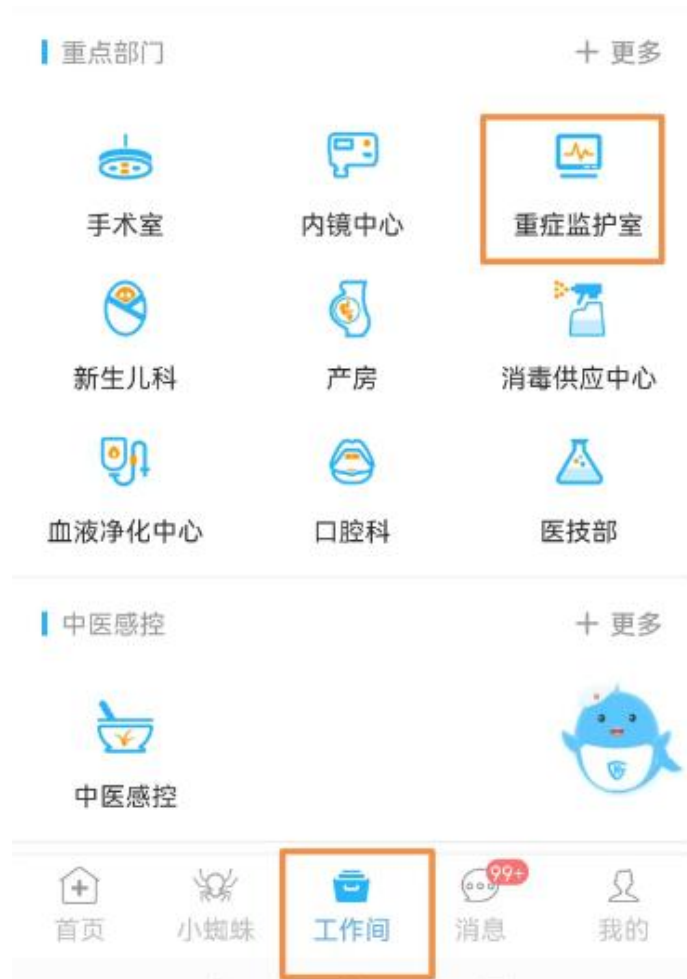 重点部门
+ 更多
手术室
内镜中心
重症监护室
新生儿科
产房
消毒供应中心
血液净化中心
口腔科
医技部
中医感控
+ 更多
中医感控
99+
首页
小蜘蛛
工作间
消息
我的